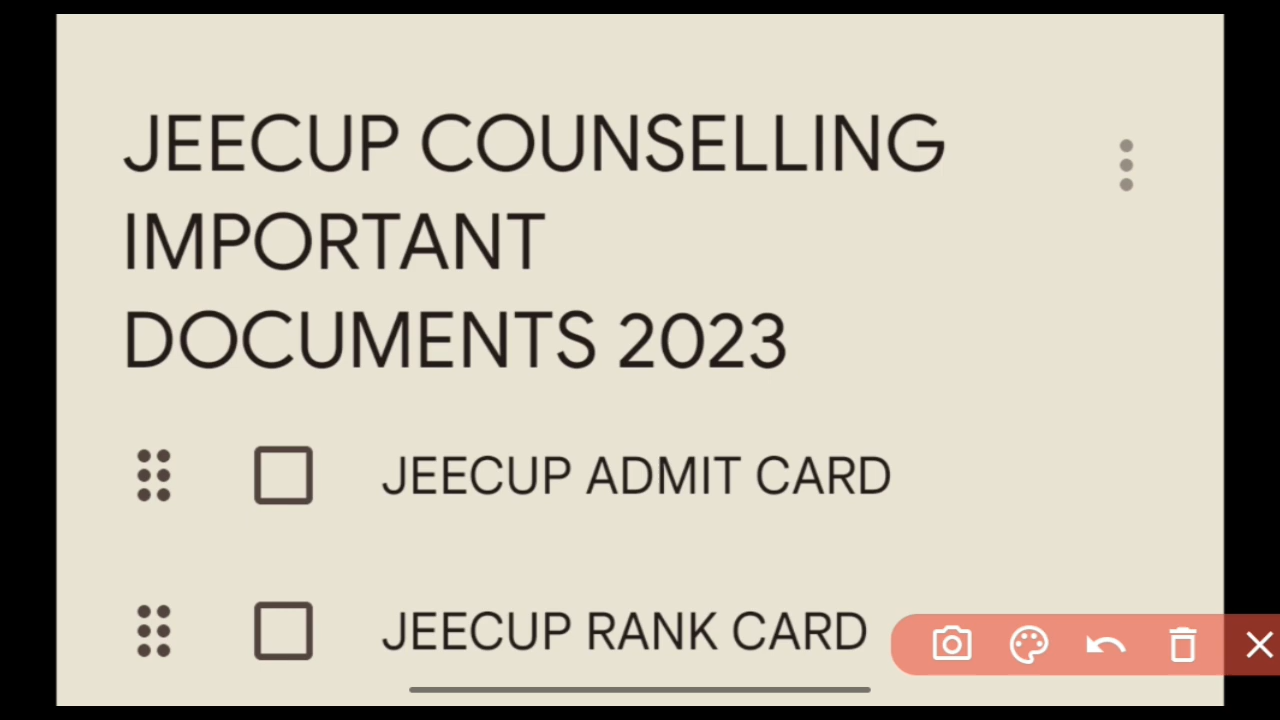 JEECUP COUNSELLING
IMPORTANT
DOCUMENTS 2023
JEECUP ADMIT CARD
JEECUP RANK CARD